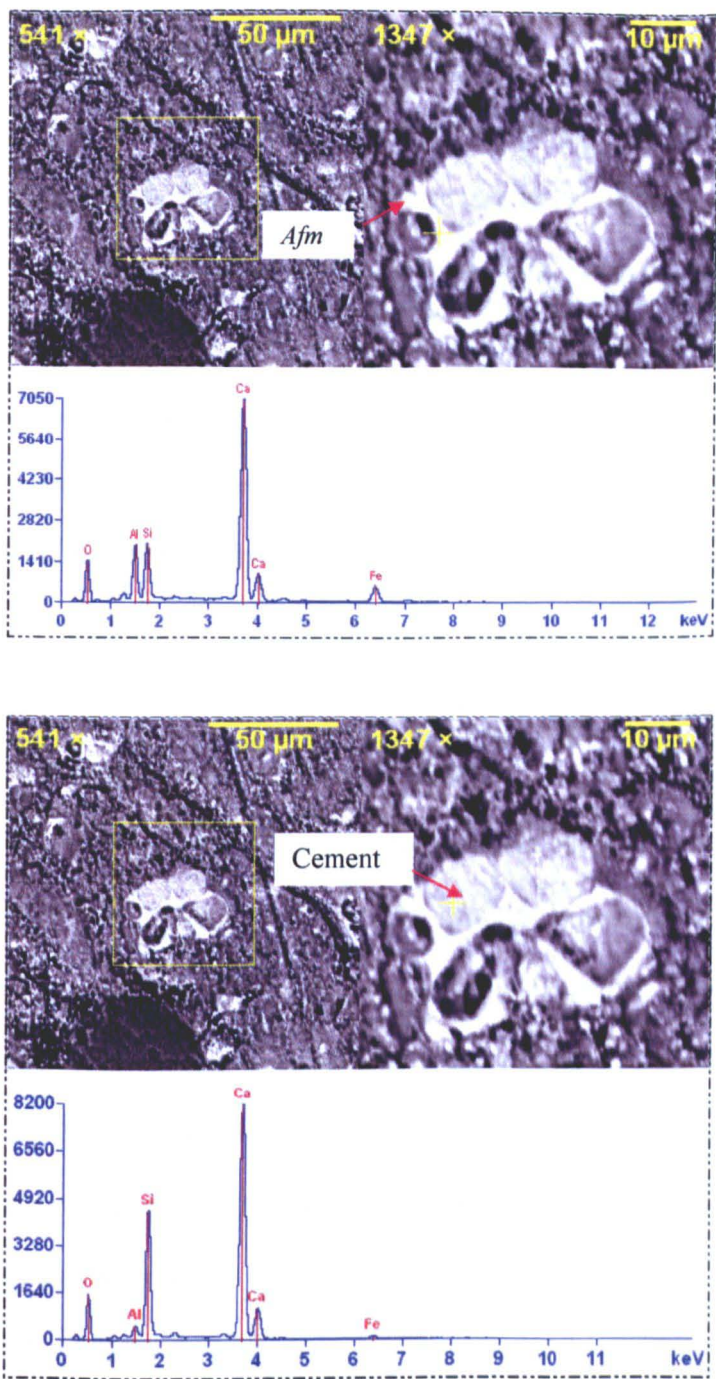 541 × 50 µm 1347 × 10 µm
Afm
7050 Ca
5640
4230
2820
Al Si
1410 O Ca Fe
0
0 1 2 3 4 5 6 7 8 9 10 11 12 keV
541 × 50 µm 1347 × 10 µm
Cement
8200 Ca
6560
4920 Si
3280
1640 O Al Ca Fe
0
0 1 2 3 4 5 6 7 8 9 10 11 keV